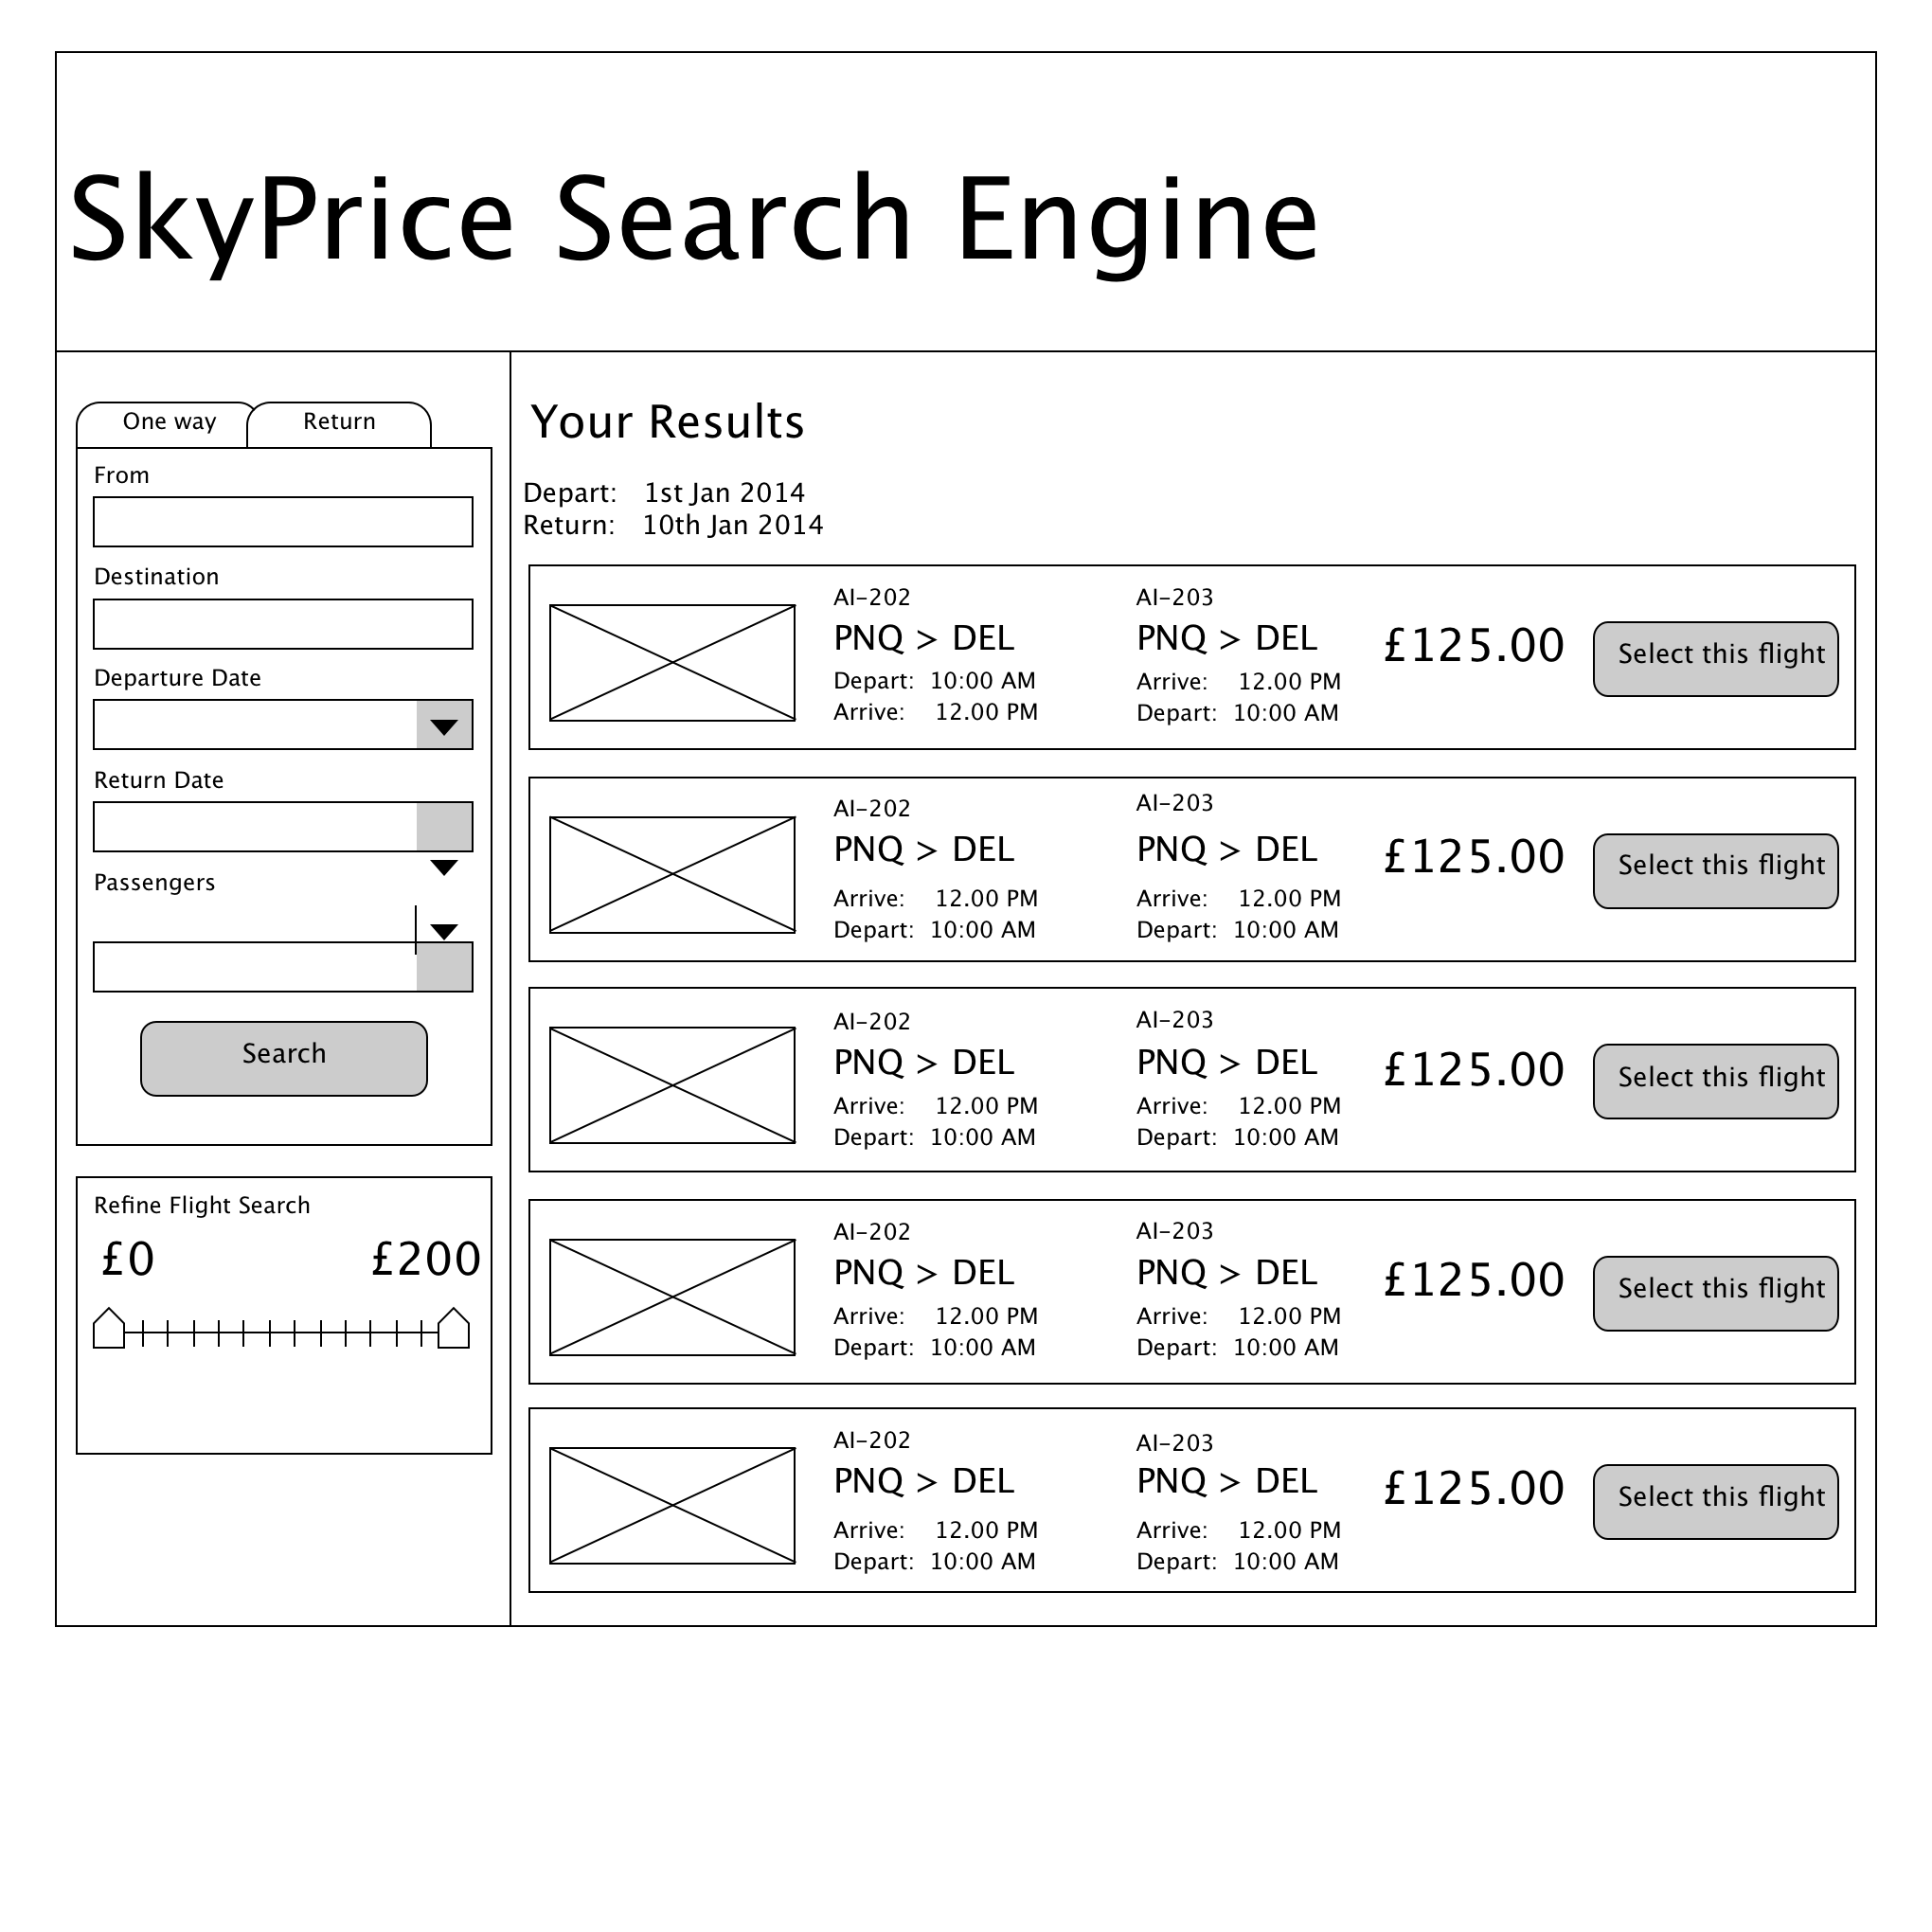 SkyPrice Search Engine
One way
Return
From
Destination
Departure Date
Return Date
Passengers
Search
Refine Flight Search
£0 £200
Your Results
Depart: 1st Jan 2014
Return: 10th Jan 2014
AI-202
PNQ > DEL
Depart: 10:00 AM
Arrive: 12.00 PM
AI-203
PNQ > DEL
Arrive: 12.00 PM
Depart: 10:00 AM
£125.00
Select this flight
AI-202
PNQ > DEL
Arrive: 12.00 PM
Depart: 10:00 AM
AI-203
PNQ > DEL
Arrive: 12.00 PM
Depart: 10:00 AM
£125.00
Select this flight
AI-202
PNQ > DEL
Arrive: 12.00 PM
Depart: 10:00 AM
AI-203
PNQ > DEL
Arrive: 12.00 PM
Depart: 10:00 AM
£125.00
Select this flight
AI-202
PNQ > DEL
Arrive: 12.00 PM
Depart: 10:00 AM
AI-203
PNQ > DEL
Arrive: 12.00 PM
Depart: 10:00 AM
£125.00
Select this flight
AI-202
PNQ > DEL
Arrive: 12.00 PM
Depart: 10:00 AM
AI-203
PNQ > DEL
Arrive: 12.00 PM
Depart: 10:00 AM
£125.00
Select this flight